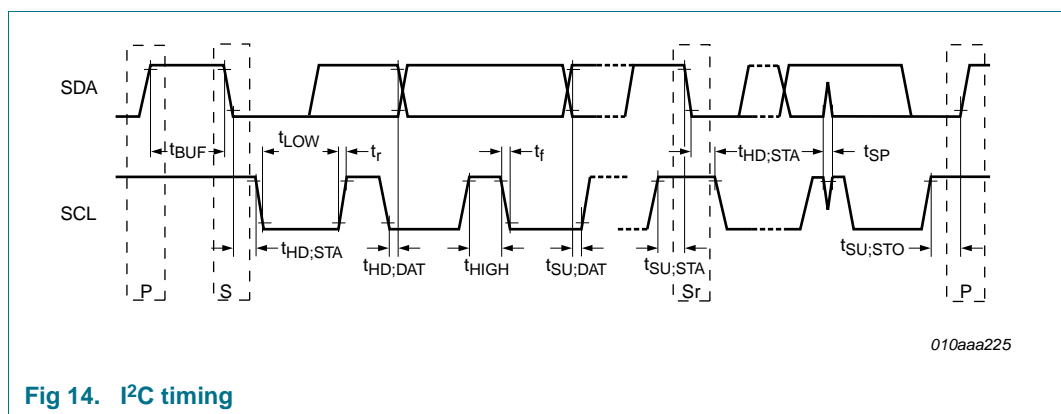 SDA
tBUF
tLOW
tr
tf
tHD;STA
tSP
SCL
tHD;STA
tHD;DAT
tHIGH
tSU;DAT
tSU;STA
tSU;STO
P
S
Sr
P
010aaa225
Fig 14. I²C timing